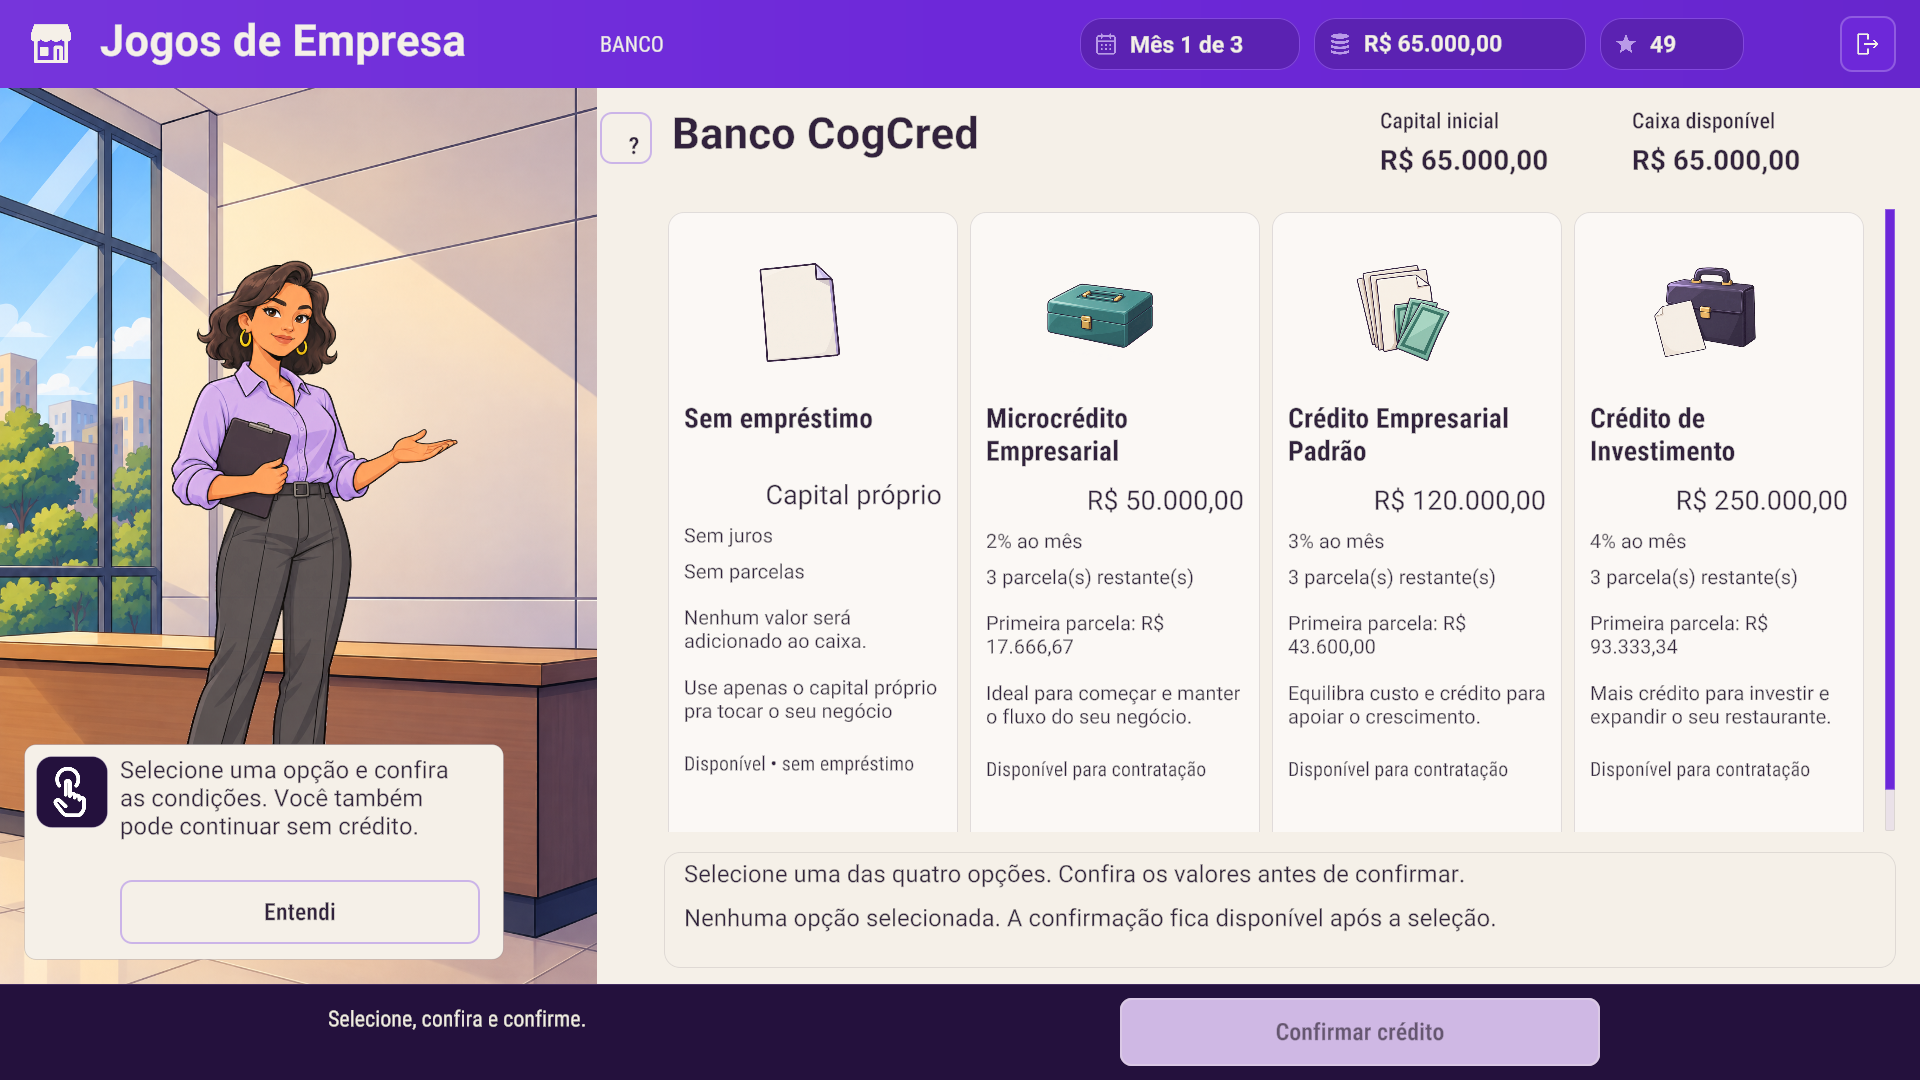 Jogos de Empresa
BANCO
Mês 1 de 3
R$ 65.000,00
49
?
Banco CogCred
Capital inicial
R$ 65.000,00
Caixa disponível
R$ 65.000,00
Sem empréstimo
Capital próprio
Sem juros
Sem parcelas
Nenhum valor será
adicionado ao caixa.
Use apenas o capital próprio
pra tocar o seu negócio
Disponível • sem empréstimo
Microcrédito
Empresarial
R$ 50.000,00
2% ao mês
3 parcela(s) restante(s)
Primeira parcela: R$
17.666,67
Ideal para começar e manter
o fluxo do seu negócio.
Disponível para contratação
Crédito Empresarial
Padrão
R$ 120.000,00
3% ao mês
3 parcela(s) restante(s)
Primeira parcela: R$
43.600,00
Equilibra custo e crédito para
apoiar o crescimento.
Disponível para contratação
Crédito de
Investimento
R$ 250.000,00
4% ao mês
3 parcela(s) restante(s)
Primeira parcela: R$
93.333,34
Mais crédito para investir e
expandir o seu restaurante.
Disponível para contratação
Selecione uma opção e confira
as condições. Você também
pode continuar sem crédito.
Entendi
Selecione uma das quatro opções. Confira os valores antes de confirmar.
Nenhuma opção selecionada. A confirmação fica disponível após a seleção.
Selecione, confira e confirme.
Confirmar crédito